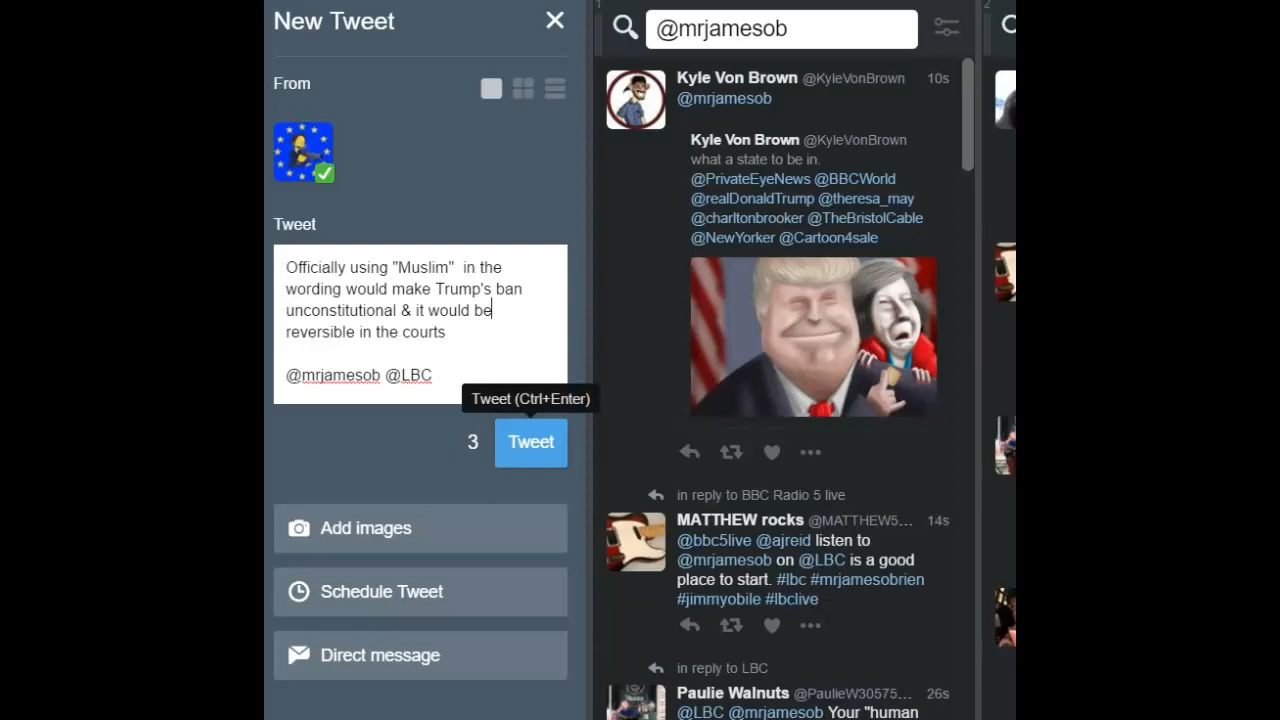 New Tweet
From
Tweet
Officially using "Muslim"  in the
wording would make Trump's ban
unconstitutional & it would be
reversible in the courts
@mrjamesob @LBC
Tweet (Ctrl+Enter)
3
Tweet
Add images
Schedule Tweet
Direct message
1
@mrjamesob
Kyle Von Brown @KyleVonBrown 10s
@mrjamesob
Kyle Von Brown @KyleVonBrown
what a state to be in.
@PrivateEyeNews @BBCWorld
@realDonaldTrump @theresa_may
@charltonbrooker @TheBristolCable
@NewYorker @Cartoon4sale
in reply to BBC Radio 5 live
MATTHEW rocks @MATTHEW5... 14s
@bbc5live @ajreid listen to
@mrjamesob on @LBC is a good
place to start. #lbc #mrjamesobrien
#jimmyobile #lbclive
in reply to LBC
Paulie Walnuts @PaulieW30575... 26s
@LBC @mrjamesob Your "human
2